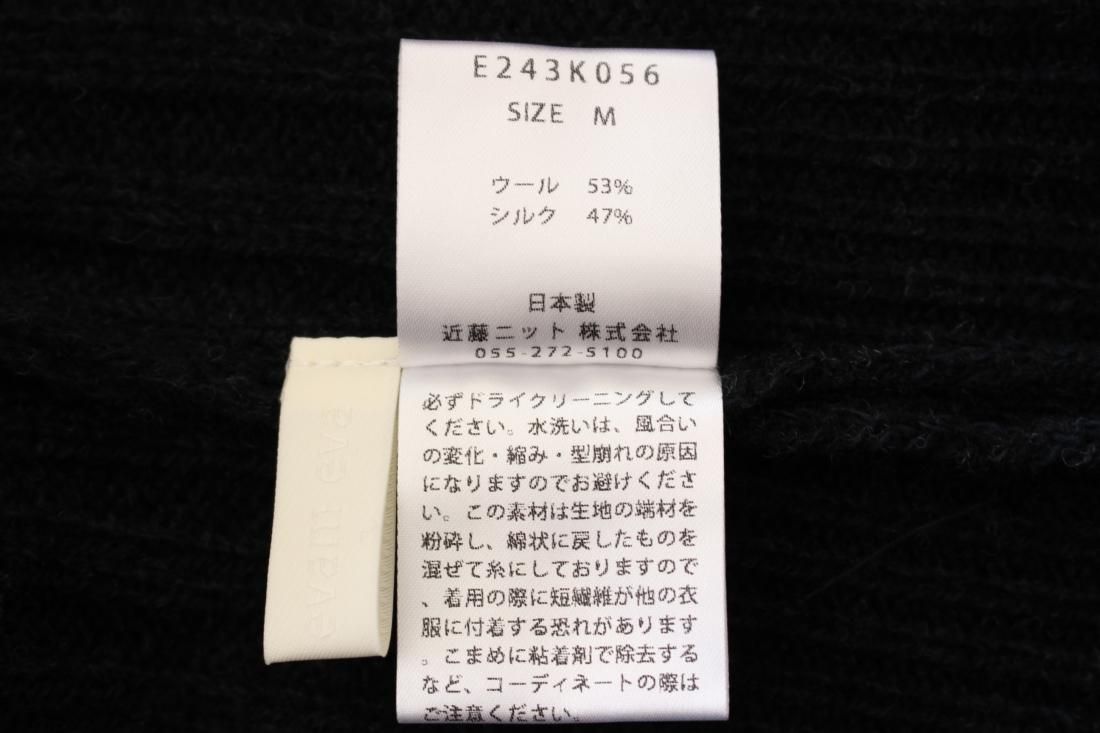 E243K056
SIZE M
ウール 53%
シルク 47%
日本製
近藤ニット 株式会社
055-272-5100
必ずドライクリーニングして
ください。水洗いは、風合い
の変化・縮み・型崩れの原因
になりますのでお避けくださ
い。この素材は生地の端材を
粉砕し、綿状に戻したものを
混ぜて糸にしておりますので
、着用の際に短繊維が他の衣
服に付着する恐れがあります
。こまめに粘着剤で除去する
など、コーディネートの際は
ご注意ください。